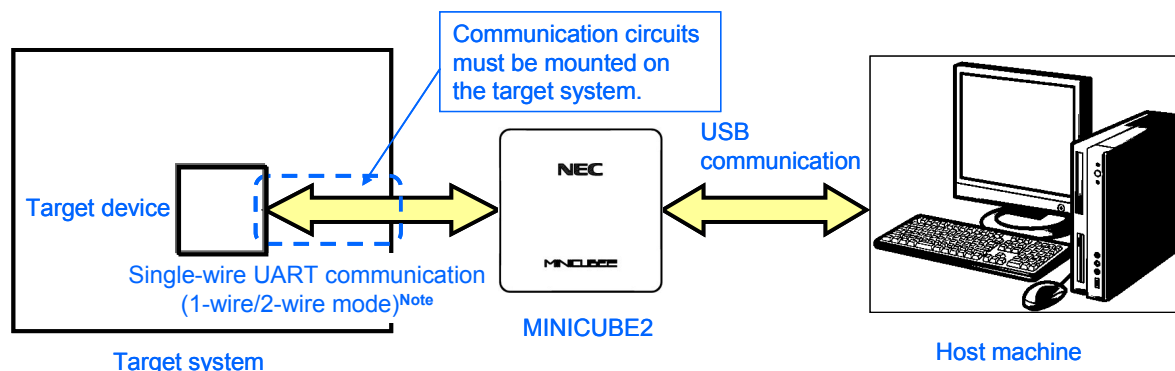 Communication circuits
must be mounted on
the target system.
USB
communication
NEC
Target device
MINICUBE2
Single-wire UART communication
(1-wire/2-wire mode)Note
MINICUBE2
Host machine
Target system